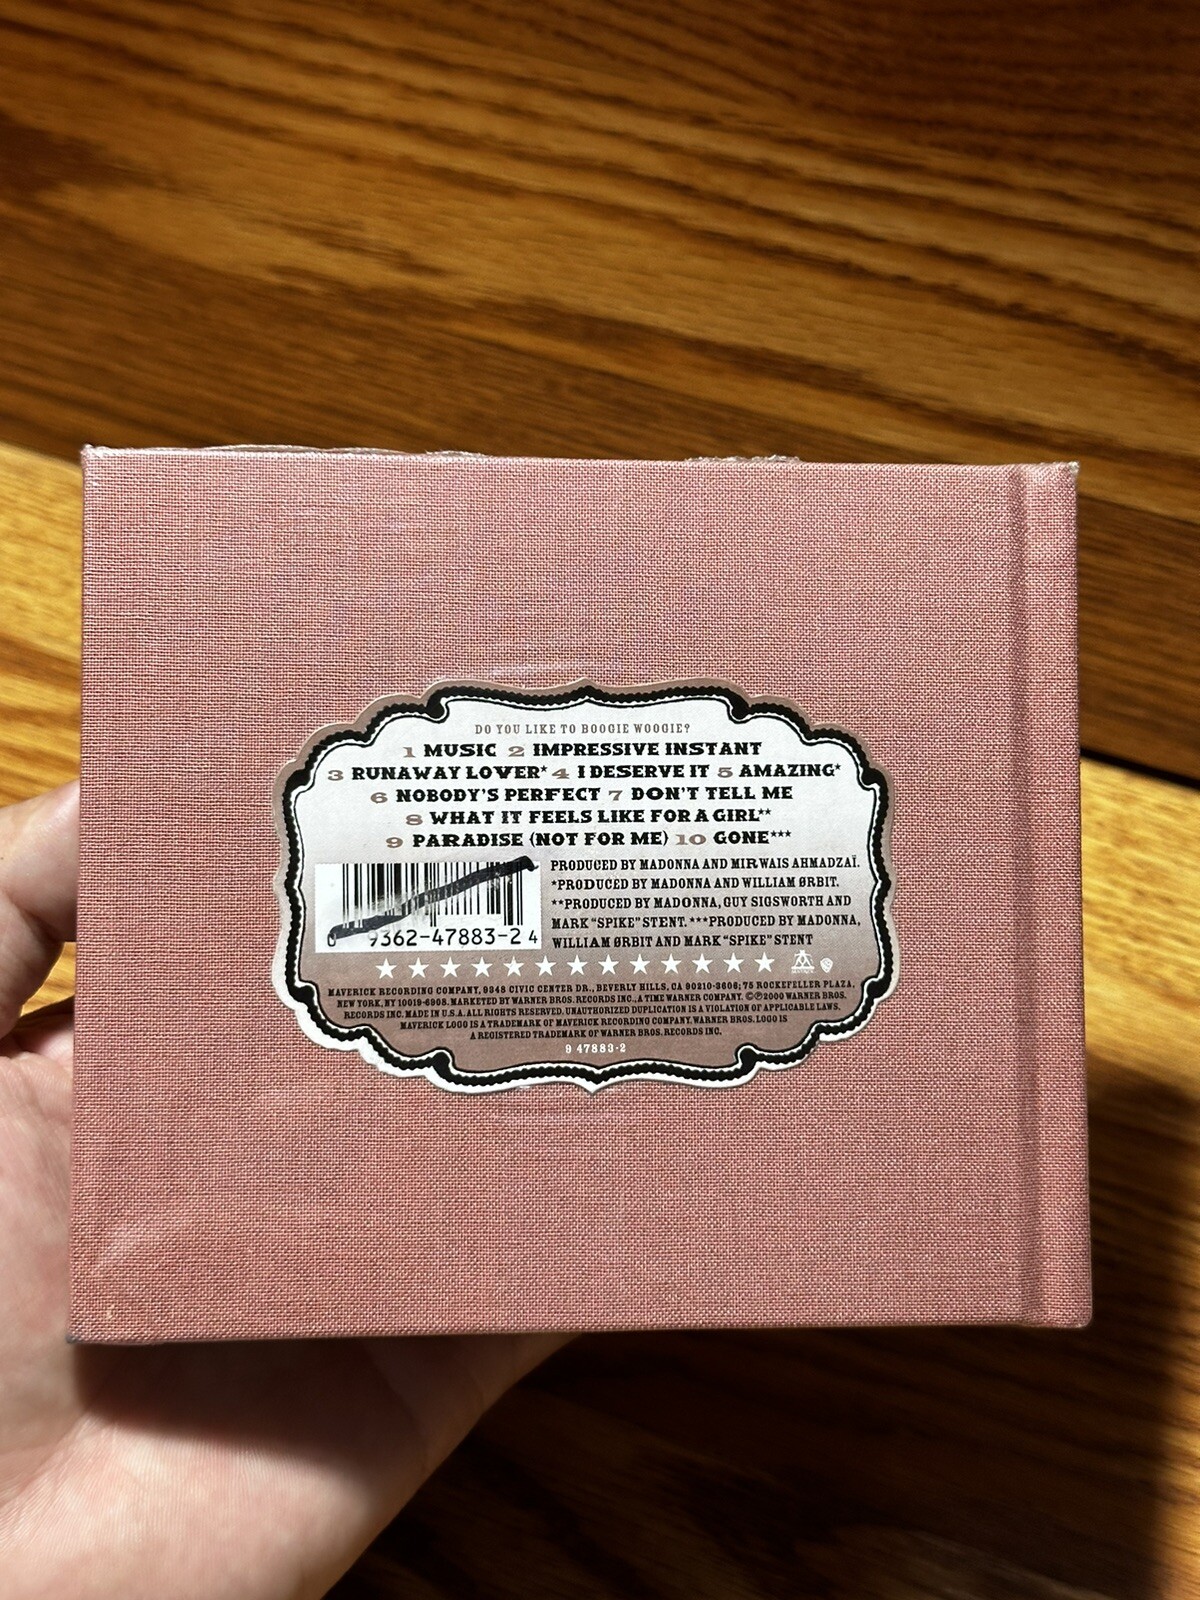 DO YOU LIKE TO BOOGIE WOOGIE?
1 MUSIC 2 IMPRESSIVE INSTANT
3 RUNAWAY LOVER* 4 I DESERVE IT 5 AMAZING*
6 NOBODY'S PERFECT 7 DON'T TELL ME
8 WHAT IT FEELS LIKE FOR A GIRL**
9 PARADISE (NOT FOR ME) 10 GONE***
PRODUCED BY MADONNA AND MIRWAIS AHMADZAÏ.
*PRODUCED BY MADONNA AND WILLIAM ØRBIT.
**PRODUCED BY MADONNA, GUY SIGSWORTH AND
MARK "SPIKE" STENT. ***PRODUCED BY MADONNA,
WILLIAM ØRBIT AND MARK "SPIKE" STENT
0 9362-47883-2 4
MAVERICK RECORDING COMPANY, 9348 CIVIC CENTER DR., BEVERLY HILLS, CA 90210-3606; 75 ROCKEFELLER PLAZA,
NEW YORK, NY 10019-6908. MARKETED BY WARNER BROS. RECORDS INC., A TIME WARNER COMPANY. ©℗2000 WARNER BROS.
RECORDS INC. MADE IN U.S.A. ALL RIGHTS RESERVED. UNAUTHORIZED DUPLICATION IS A VIOLATION OF APPLICABLE LAWS.
MAVERICK LOGO IS A TRADEMARK OF MAVERICK RECORDING COMPANY. WARNER BROS. LOGO IS
A REGISTERED TRADEMARK OF WARNER BROS. RECORDS INC.
9 47883-2